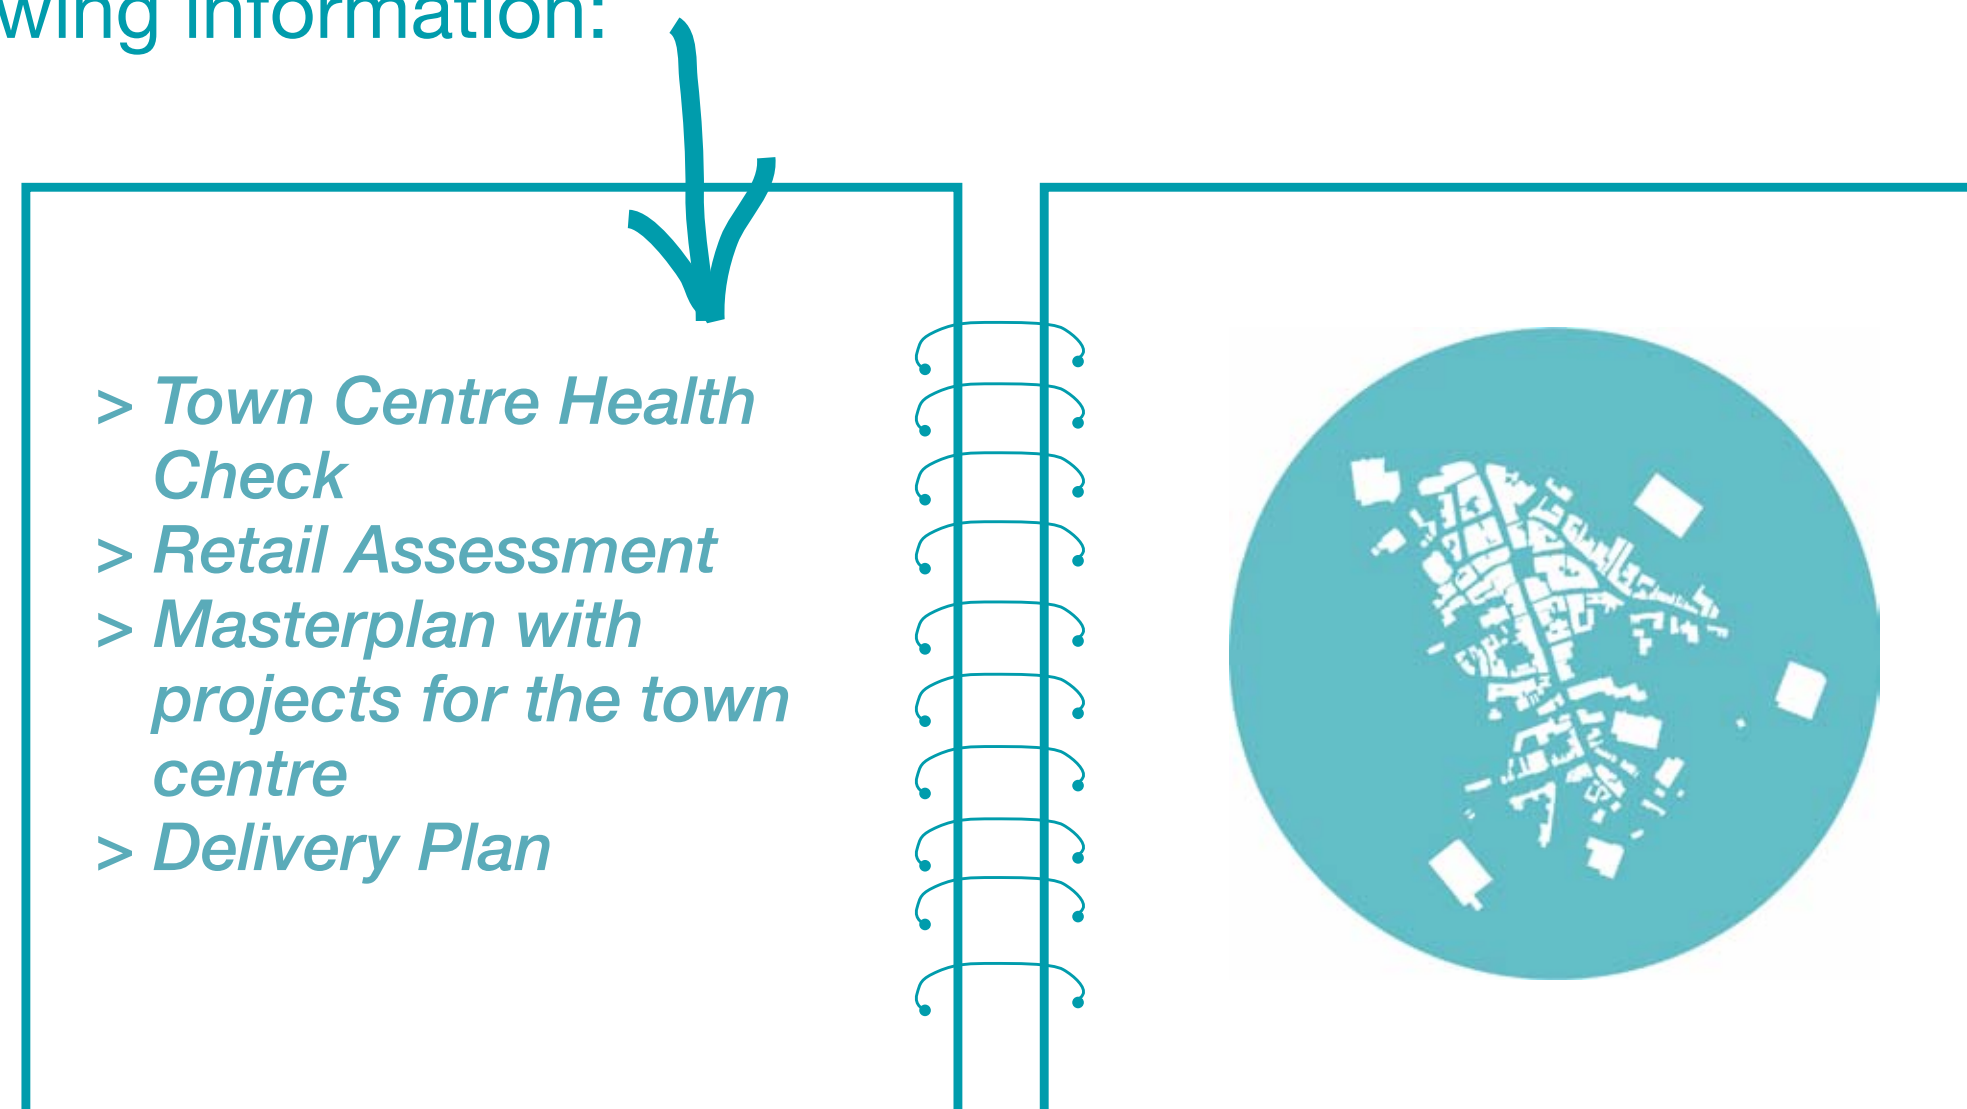 wing information:
> Town Centre Health
Check
> Retail Assessment
> Masterplan with
projects for the town
centre
> Delivery Plan